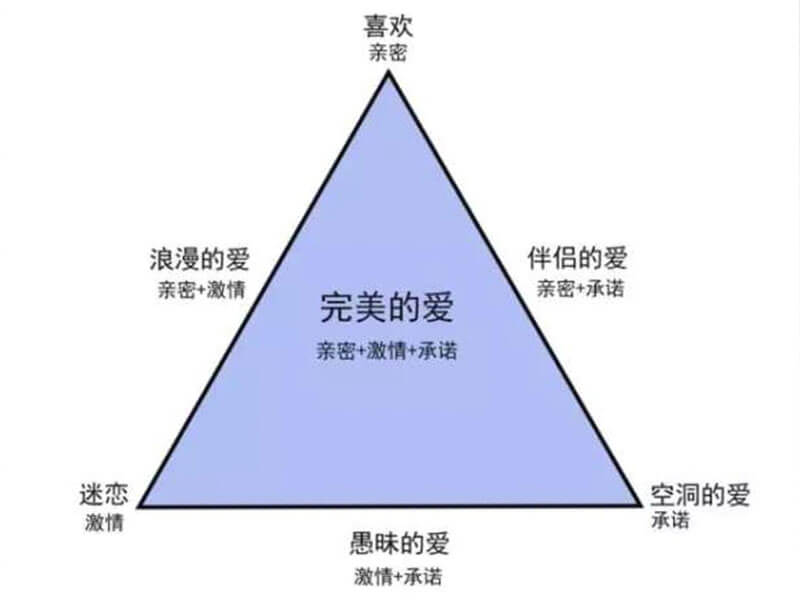 喜欢
亲密
浪漫的爱
亲密+激情
伴侣的爱
亲密+承诺
完美的爱
亲密+激情+承诺
迷恋
激情
空洞的爱
承诺
愚昧的爱
激情+承诺